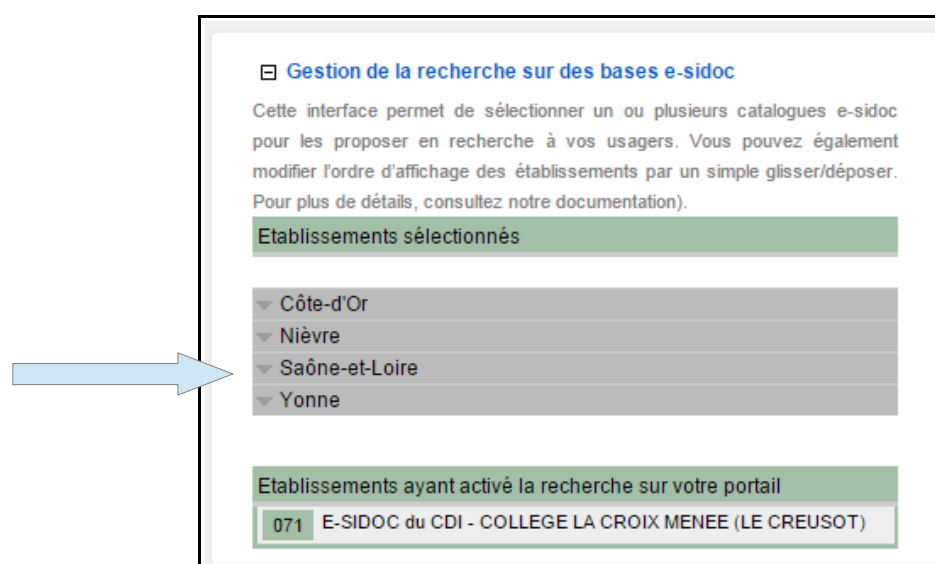 Gestion de la recherche sur des bases e-sidoc
Cette interface permet de sélectionner un ou plusieurs catalogues e-sidoc
pour les proposer en recherche à vos usagers. Vous pouvez également
modifier l'ordre d'affichage des établissements par un simple glisser/déposer.
Pour plus de détails, consultez notre documentation).
Etablissements sélectionnés
Côte-d'Or
Nièvre
Saône-et-Loire
Yonne
Etablissements ayant activé la recherche sur votre portail
071 E-SIDOC du CDI - COLLEGE LA CROIX MENEE (LE CREUSOT)